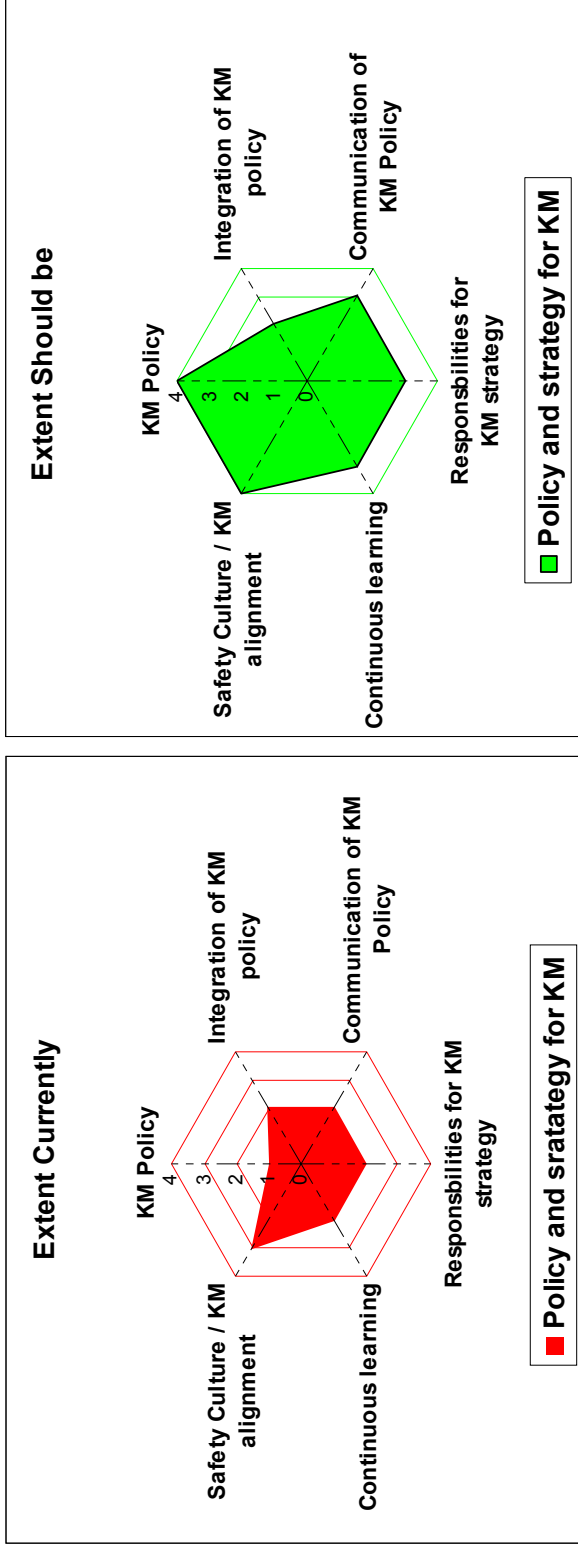 Extent Currently
KM Policy
4
3
2
1
0
Integration of KM
policy
Communication of KM
Policy
Responsbilities for KM
strategy
Continuous learning
Safety Culture / KM
alignment
Policy and sratategy for KM
Extent Should be
KM Policy
4
3
2
1
0
Integration of KM
policy
Communication of
KM Policy
Responsbilities for
KM strategy
Continuous learning
Safety Culture / KM
alignment
Policy and strategy for KM